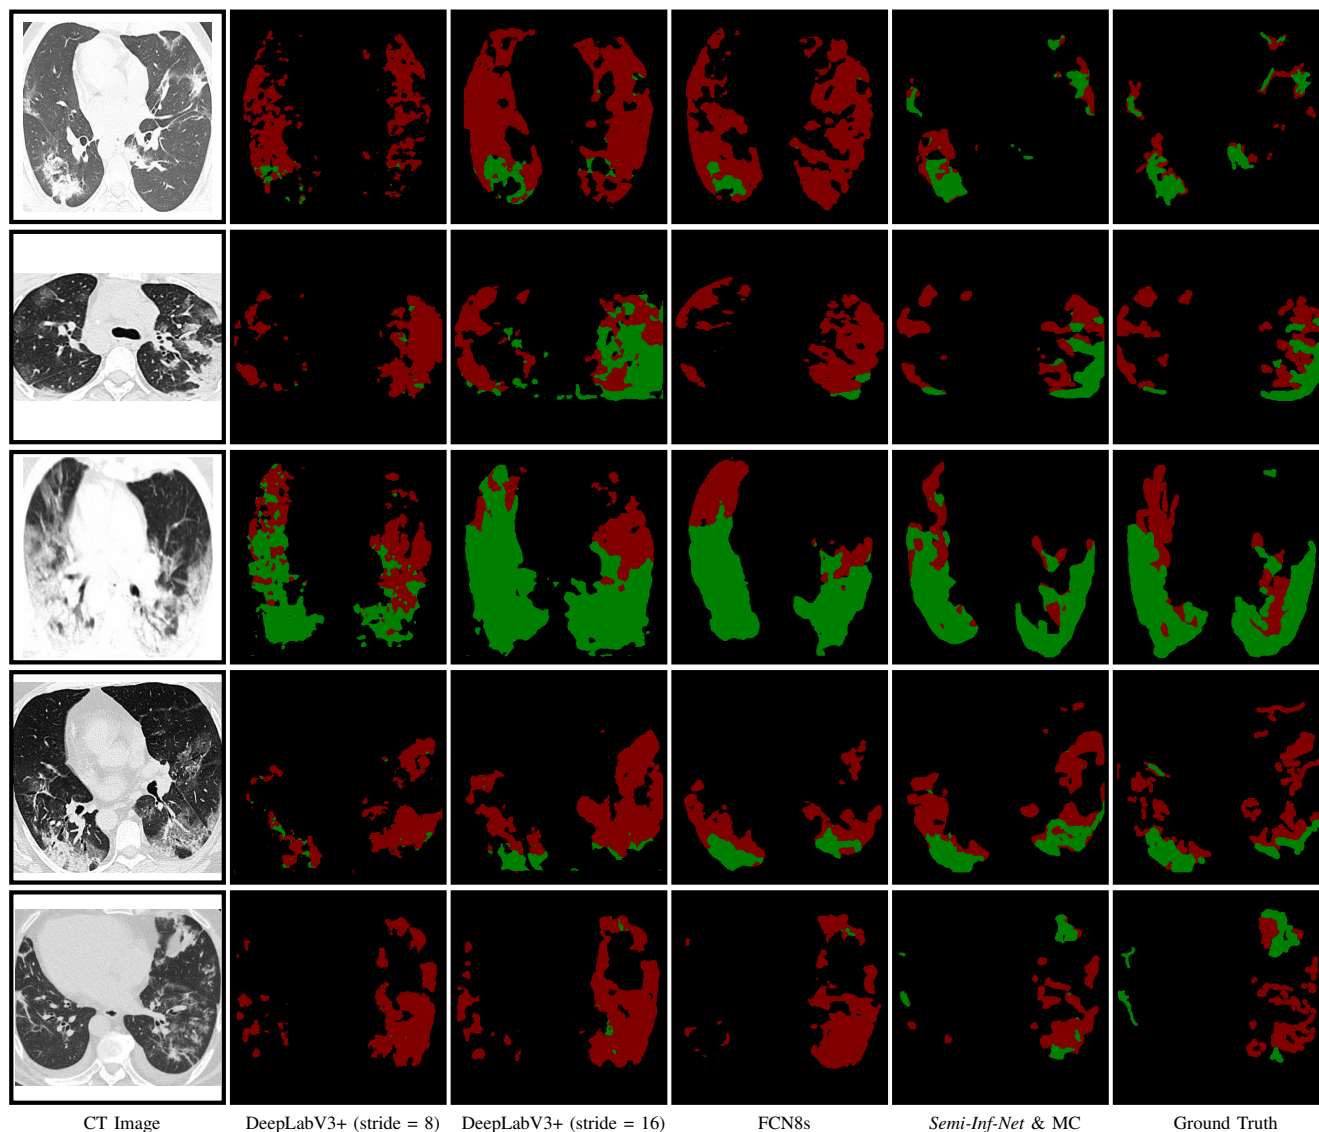 CT Image DeepLabV3+ (stride = 8) DeepLabV3+ (stride = 16) FCN8s Semi-Inf-Net & MC Ground Truth